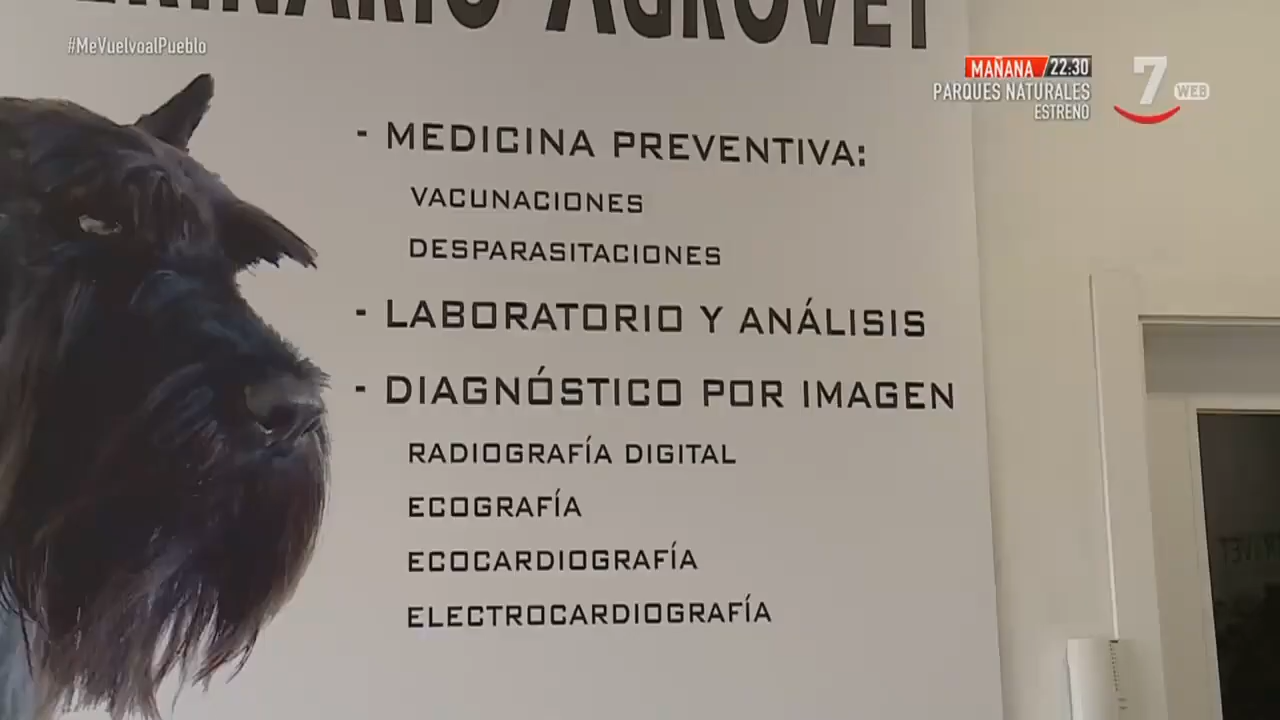 AGROVET
#MeVuelvoalPueblo
MAÑANA 22:30
PARQUES NATURALES
ESTRENO
7 WEB
- MEDICINA PREVENTIVA:
VACUNACIONES
DESPARASITACIONES
- LABORATORIO Y ANÁLISIS
- DIAGNÓSTICO POR IMAGEN
RADIOGRAFÍA DIGITAL
ECOGRAFÍA
ECOCARDIOGRAFÍA
ELECTROCARDIOGRAFÍA